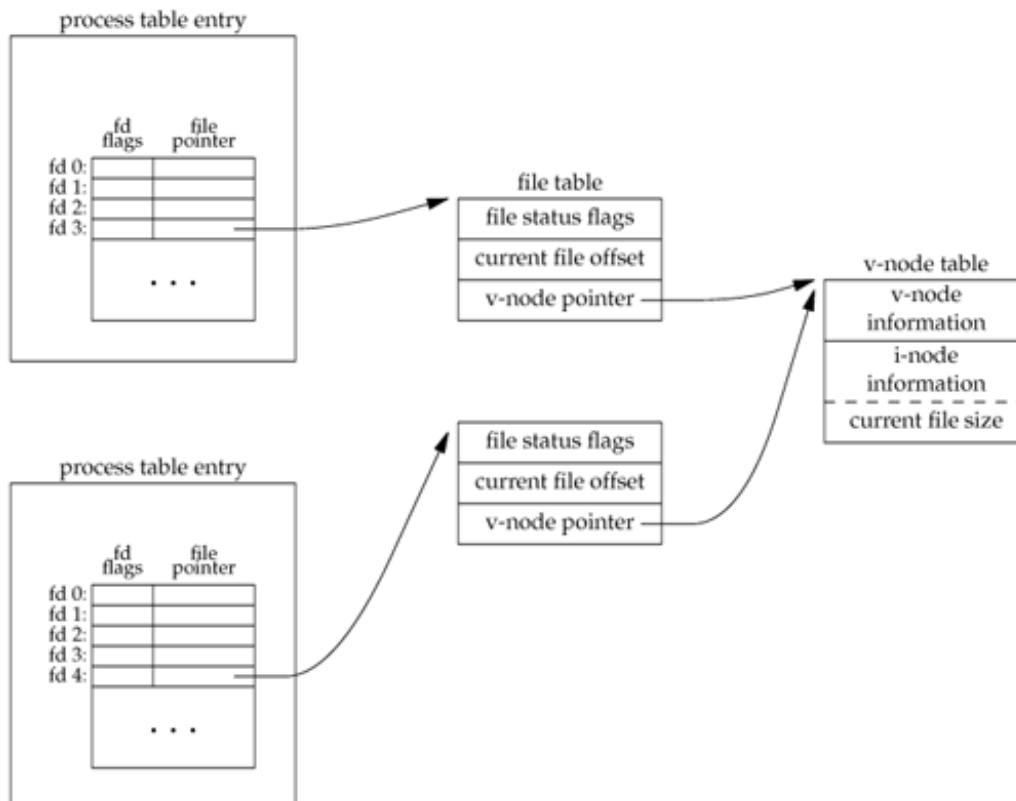 process table entry
fd
flags
file
pointer
fd 0:
fd 1:
fd 2:
fd 3:
. . .
file table
file status flags
current file offset
v-node pointer
v-node table
v-node
information
i-node
information
current file size
file status flags
current file offset
v-node pointer
process table entry
fd
flags
file
pointer
fd 0:
fd 1:
fd 2:
fd 3:
fd 4:
. . .